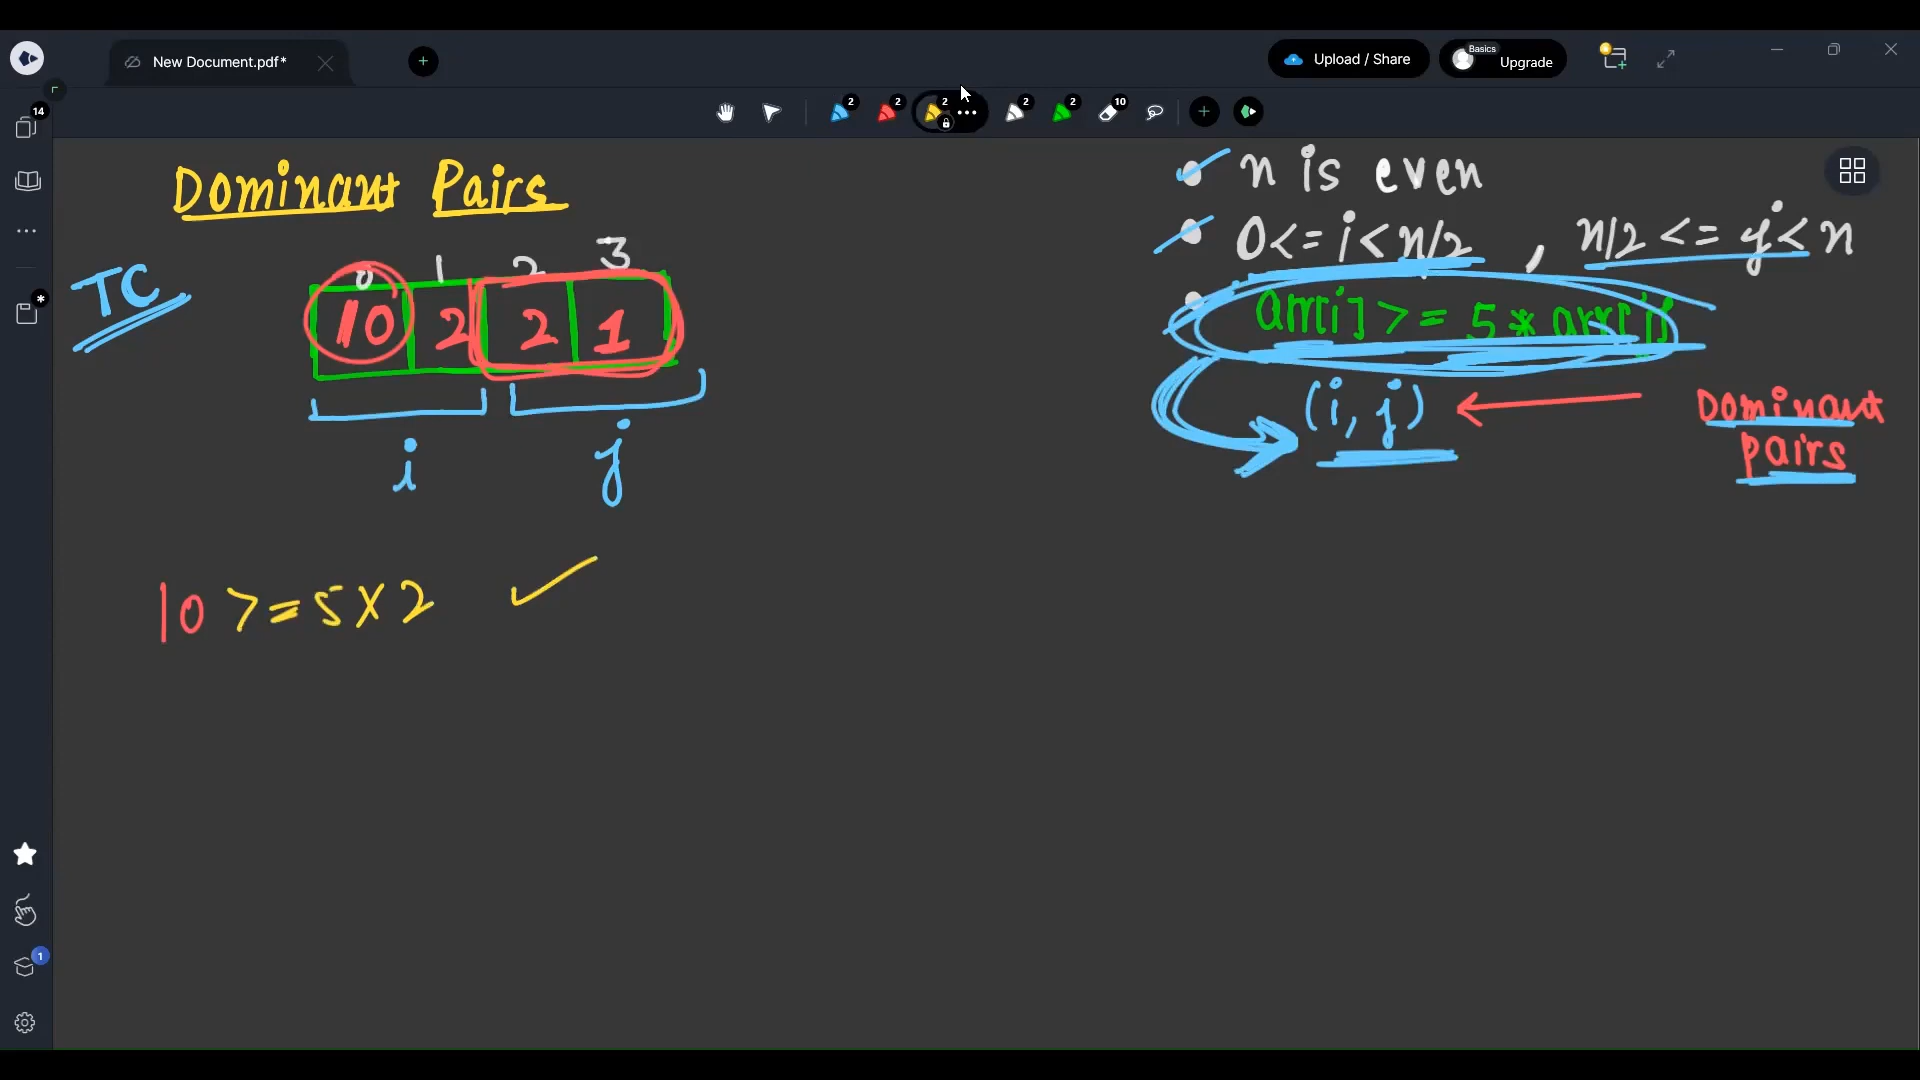 New Document.pdf*
Upload / Share
Basics
Upgrade
14
2
2
2
2
2
10
Dominant Pairs
n is even
0<= i < n/2 , n/2 <= j < n
TC
0 1 2 3
10 2 2 1
arr[i] >= 5 * arr[j]
i j
(i, j)
Dominant
pairs
10 >= 5 X 2
1